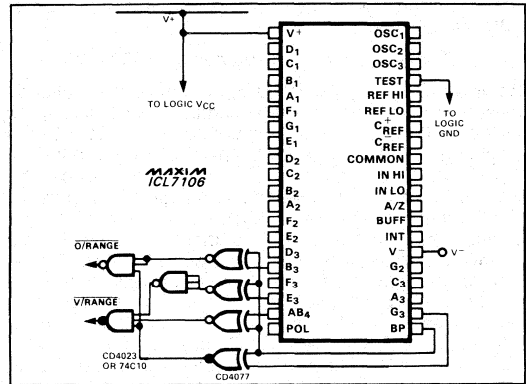 V+
V+
D1
C1
B1
A1
F1
G1
E1
D2
C2
B2
A2
F2
E2
D3
B3
F3
E3
AB4
POL
OSC1
OSC2
OSC3
TEST
REF HI
REF LO
C+REF
C-REF
COMMON
IN HI
IN LO
A/Z
BUFF
INT
V-
G2
C3
A3
G3
BP
TO LOGIC VCC
TO
LOGIC
GND
MAXIM
ICL7106
V-
O/RANGE
V/RANGE
CD4023
OR 74C10
CD4077